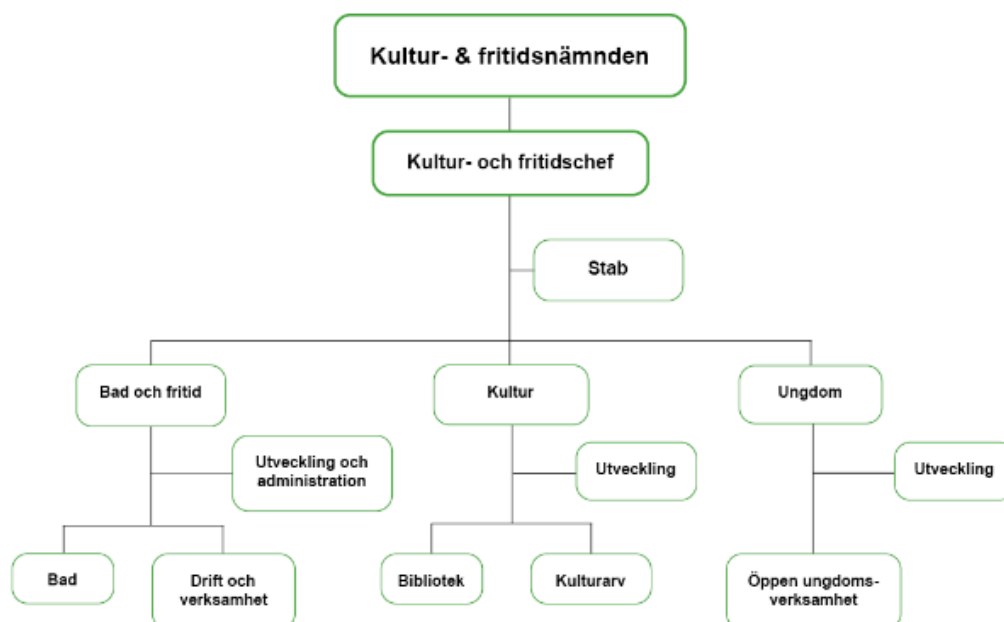 Kultur- & fritidsnämnden
Kultur- och fritidschef
Stab
Bad och fritid
Kultur
Ungdom
Utveckling och
administration
Utveckling
Utveckling
Bad
Drift och
verksamhet
Bibliotek
Kulturarv
Öppen ungdoms-
verksamhet